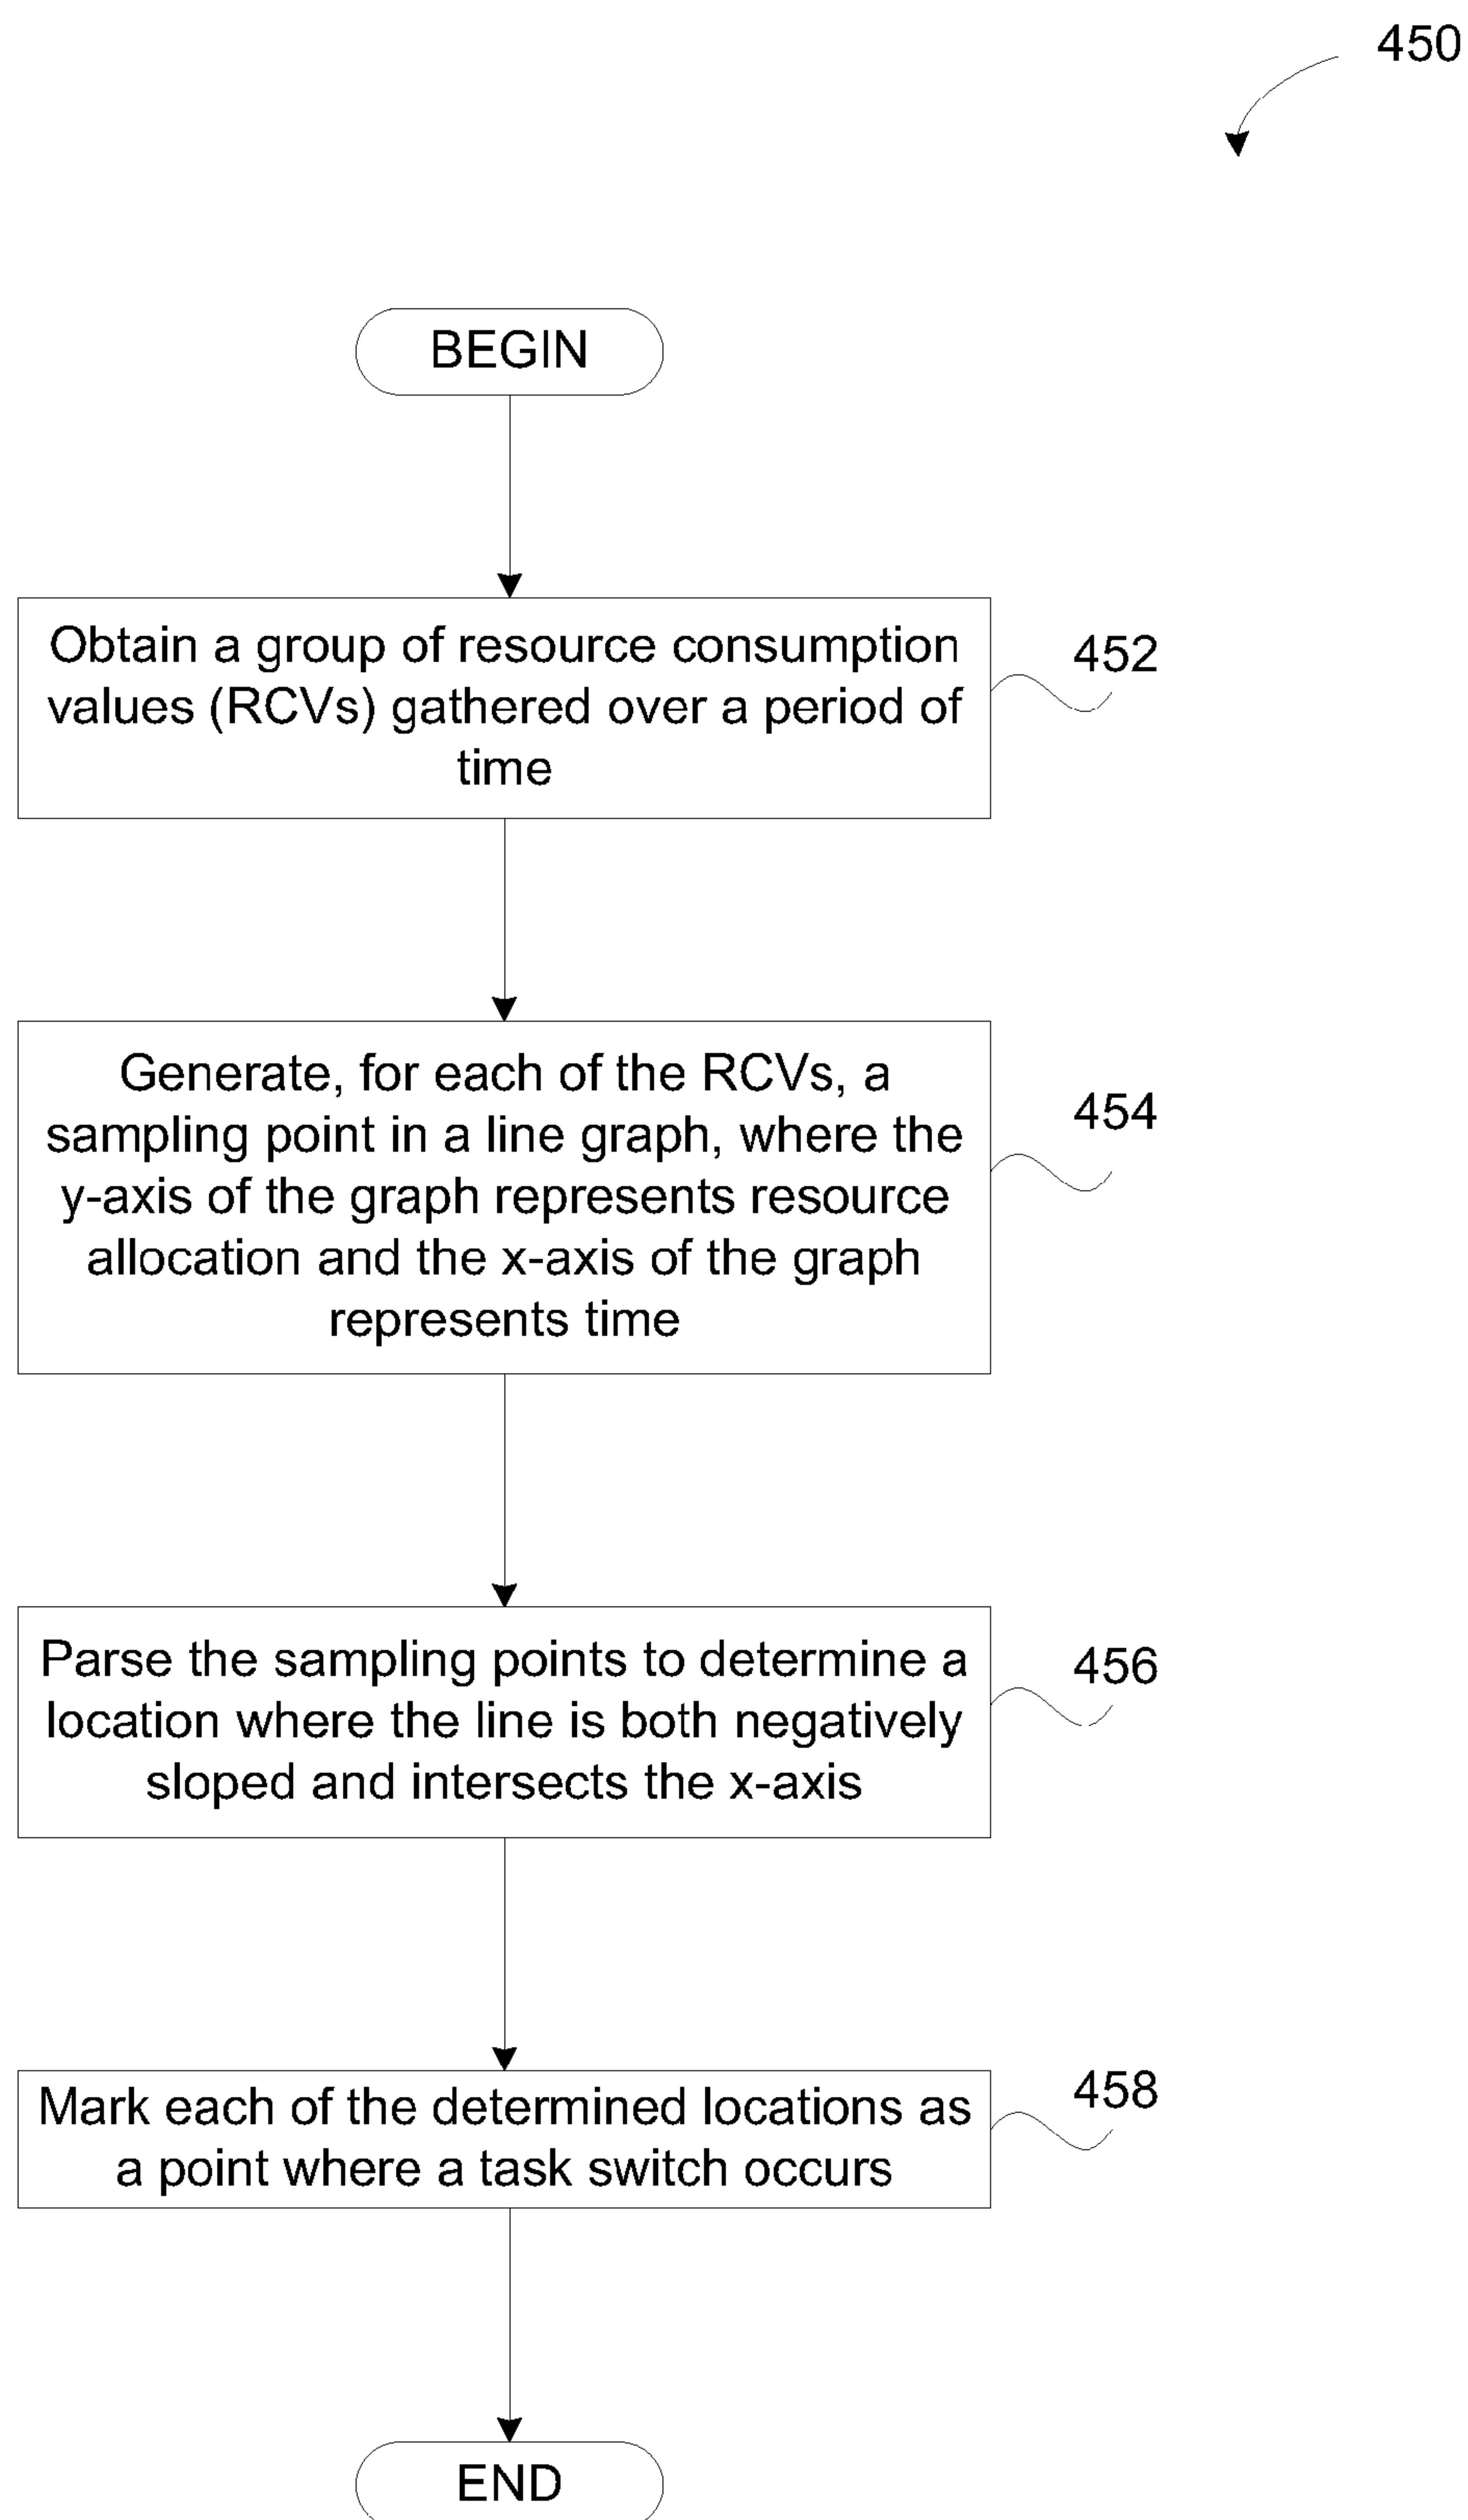 450
BEGIN
Obtain a group of resource consumption
values (RCVs) gathered over a period of
time
452
Generate, for each of the RCVs, a
sampling point in a line graph, where the
y-axis of the graph represents resource
allocation and the x-axis of the graph
represents time
454
Parse the sampling points to determine a
location where the line is both negatively
sloped and intersects the x-axis
456
Mark each of the determined locations as
a point where a task switch occurs
458
END